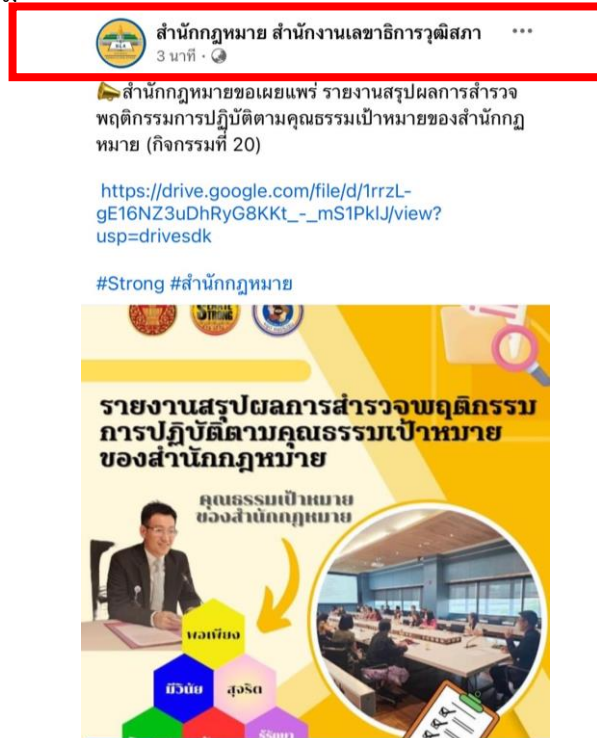 สำนักกฎหมาย สำนักงานเลขาธิการวุฒิสภา
3 นาที ·
สำนักกฎหมายขอเผยแพร่ รายงานสรุปผลการสำรวจ
พฤติกรรมการปฏิบัติตามคุณธรรมเป้าหมายของสำนักกฎ
หมาย (กิจกรรมที่ 20)
https://drive.google.com/file/d/1rrzL-
gE16NZ3uDhRyG8KKt_-_mS1PklJ/view?
usp=drivesdk
#Strong #สำนักกฎหมาย
STRONG
รายงานสรุปผลการสำรวจพฤติกรรม
การปฏิบัติตามคุณธรรมเป้าหมาย
ของสำนักกฎหมาย
คุณธรรมเป้าหมาย
ของสำนักกฎหมาย
พอเพียง
มีวินัย
สุจริต